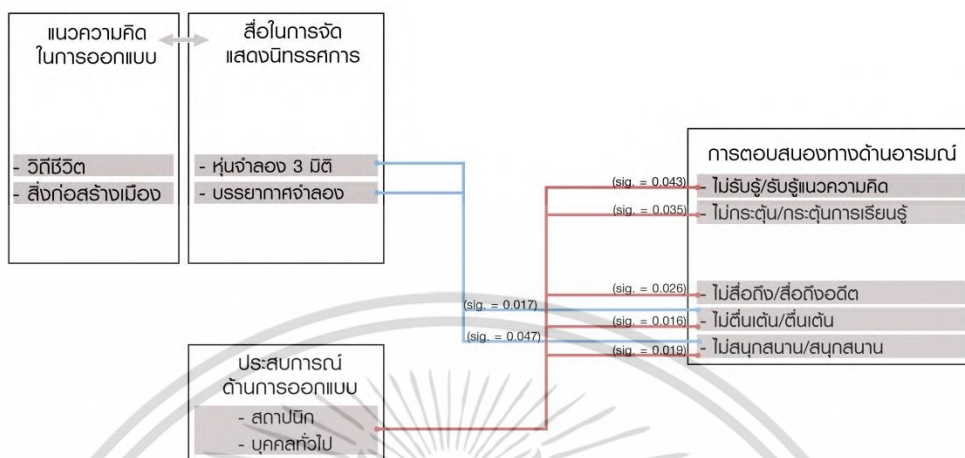 แนวความคิด
ในการออกแบบ
- วิถีชีวิต
- สิ่งก่อสร้างเมือง
สื่อในการจัด
แสดงนิทรรศการ
- หุ่นจำลอง 3 มิติ
- บรรยากาศจำลอง
ประสบการณ์
ด้านการออกแบบ
- สถาปนิก
- บุคคลทั่วไป
(sig. = 0.017)
(sig. = 0.047)
(sig. = 0.043)
(sig. = 0.035)
(sig. = 0.026)
(sig. = 0.016)
(sig. = 0.019)
การตอบสนองทางด้านอารมณ์
- ไม่รับรู้/รับรู้แนวความคิด
- ไม่กระตุ้น/กระตุ้นการเรียนรู้
- ไม่สื่อถึง/สื่อถึงอดีต
- ไม่ตื่นเต้น/ตื่นเต้น
- ไม่สนุกสนาน/สนุกสนาน